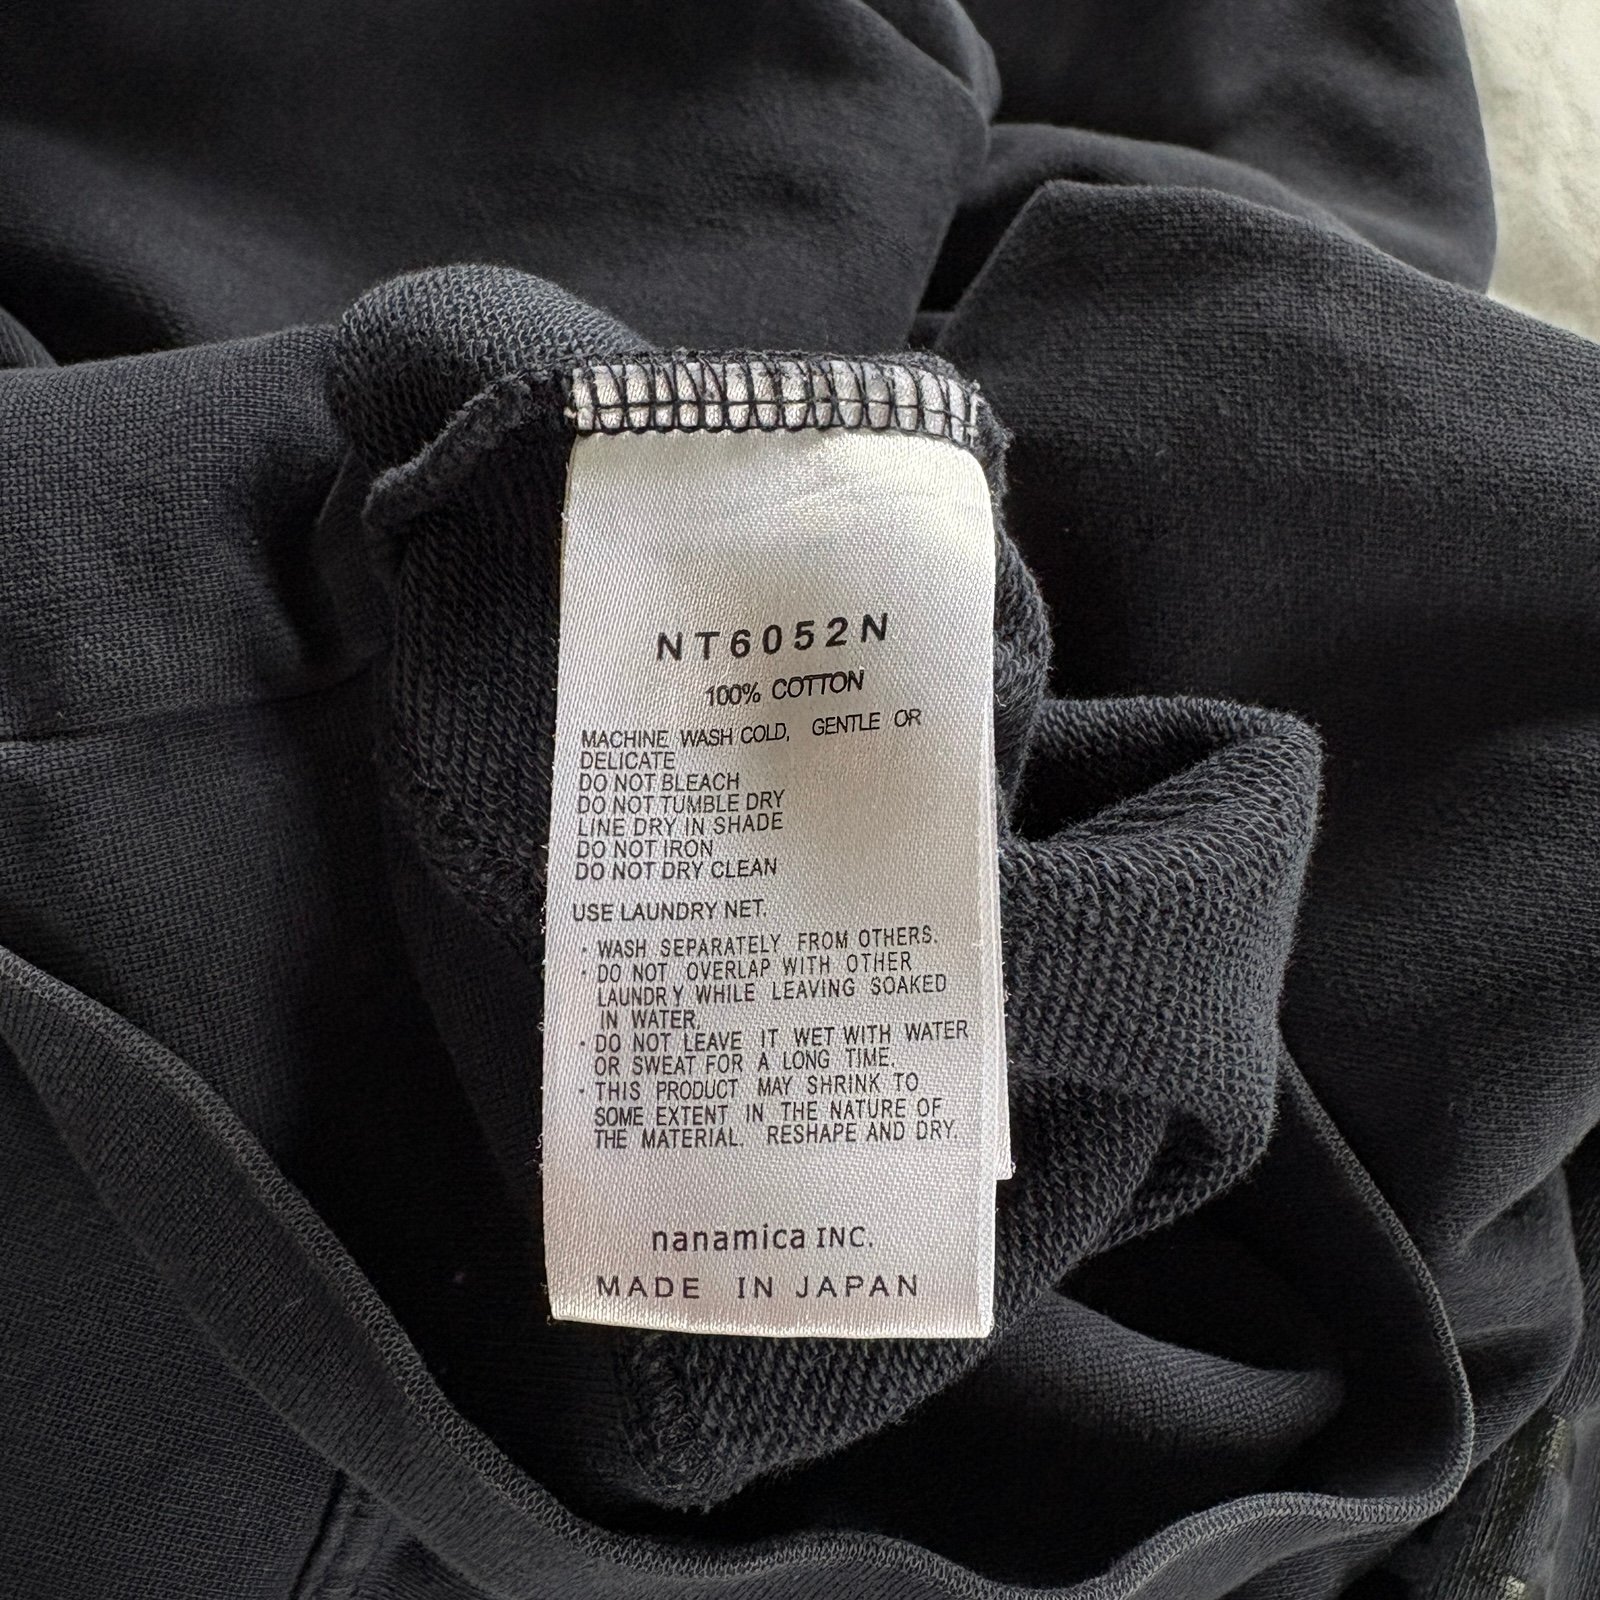 NT6052N
100% COTTON
MACHINE WASH COLD, GENTLE OR
DELICATE
DO NOT BLEACH
DO NOT TUMBLE DRY
LINE DRY IN SHADE
DO NOT IRON
DO NOT DRY CLEAN
USE LAUNDRY NET.
・WASH SEPARATELY FROM OTHERS.
・DO NOT OVERLAP WITH OTHER
LAUNDRY WHILE LEAVING SOAKED
IN WATER.
・DO NOT LEAVE IT WET WITH WATER
OR SWEAT FOR A LONG TIME.
・THIS PRODUCT MAY SHRINK TO
SOME EXTENT IN THE NATURE OF
THE MATERIAL. RESHAPE AND DRY.
nanamica INC.
MADE IN JAPAN